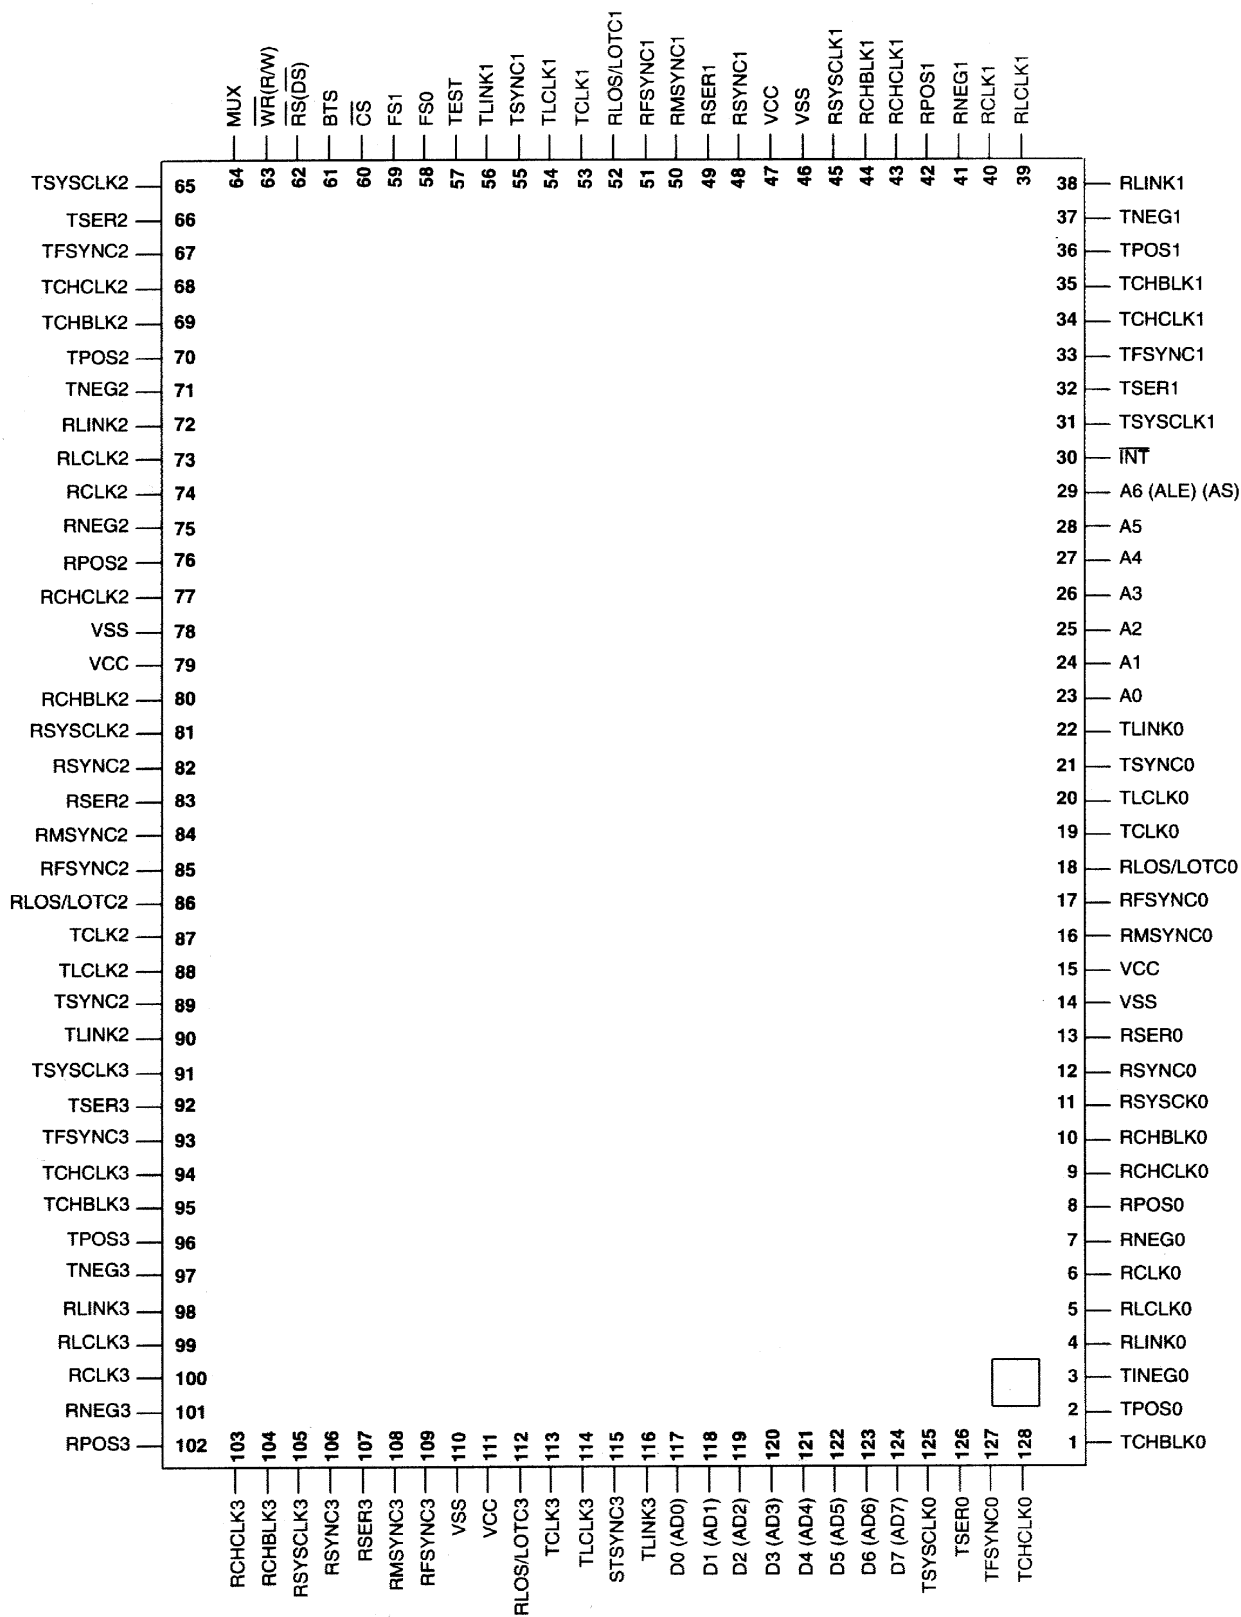 MUX
W̅R̅(R/W̅)
R̅S̅(D̅S̅)
BTS
C̅S̅
FS1
FS0
TEST
TLINK1
TSYNC1
TLCLK1
TCLK1
RLOS/LOTC1
RFSYNC1
RMSYNC1
RSER1
RSYNC1
VCC
VSS
RSYSCLK1
RCHBLK1
RCHCLK1
RPOS1
RNEG1
RCLK1
RLCLK1
64
63
62
61
60
59
58
57
56
55
54
53
52
51
50
49
48
47
46
45
44
43
42
41
40
39
TSYSCLK2 65
TSER2 66
TFSYNC2 67
TCHCLK2 68
TCHBLK2 69
TPOS2 70
TNEG2 71
RLINK2 72
RLCLK2 73
RCLK2 74
RNEG2 75
RPOS2 76
RCHCLK2 77
VSS 78
VCC 79
RCHBLK2 80
RSYSCLK2 81
RSYNC2 82
RSER2 83
RMSYNC2 84
RFSYNC2 85
RLOS/LOTC2 86
TCLK2 87
TLCLK2 88
TSYNC2 89
TLINK2 90
TSYSCLK3 91
TSER3 92
TFSYNC3 93
TCHCLK3 94
TCHBLK3 95
TPOS3 96
TNEG3 97
RLINK3 98
RLCLK3 99
RCLK3 100
RNEG3 101
RPOS3 102
38 RLINK1
37 TNEG1
36 TPOS1
35 TCHBLK1
34 TCHCLK1
33 TFSYNC1
32 TSER1
31 TSYSCLK1
30 I̅N̅T̅
29 A6 (ALE) (AS)
28 A5
27 A4
26 A3
25 A2
24 A1
23 A0
22 TLINK0
21 TSYNC0
20 TLCLK0
19 TCLK0
18 RLOS/LOTC0
17 RFSYNC0
16 RMSYNC0
15 VCC
14 VSS
13 RSER0
12 RSYNC0
11 RSYSCK0
10 RCHBLK0
9 RCHCLK0
8 RPOS0
7 RNEG0
6 RCLK0
5 RLCLK0
4 RLINK0
3 TINEG0
2 TPOS0
1 TCHBLK0
103
104
105
106
107
108
109
110
111
112
113
114
115
116
117
118
119
120
121
122
123
124
125
126
127
128
RCHCLK3
RCHBLK3
RSYSCLK3
RSYNC3
RSER3
RMSYNC3
RFSYNC3
VSS
VCC
RLOS/LOTC3
TCLK3
TLCLK3
STSYNC3
TLINK3
D0 (AD0)
D1 (AD1)
D2 (AD2)
D3 (AD3)
D4 (AD4)
D5 (AD5)
D6 (AD6)
D7 (AD7)
TSYSCLK0
TSER0
TFSYNC0
TCHCLK0